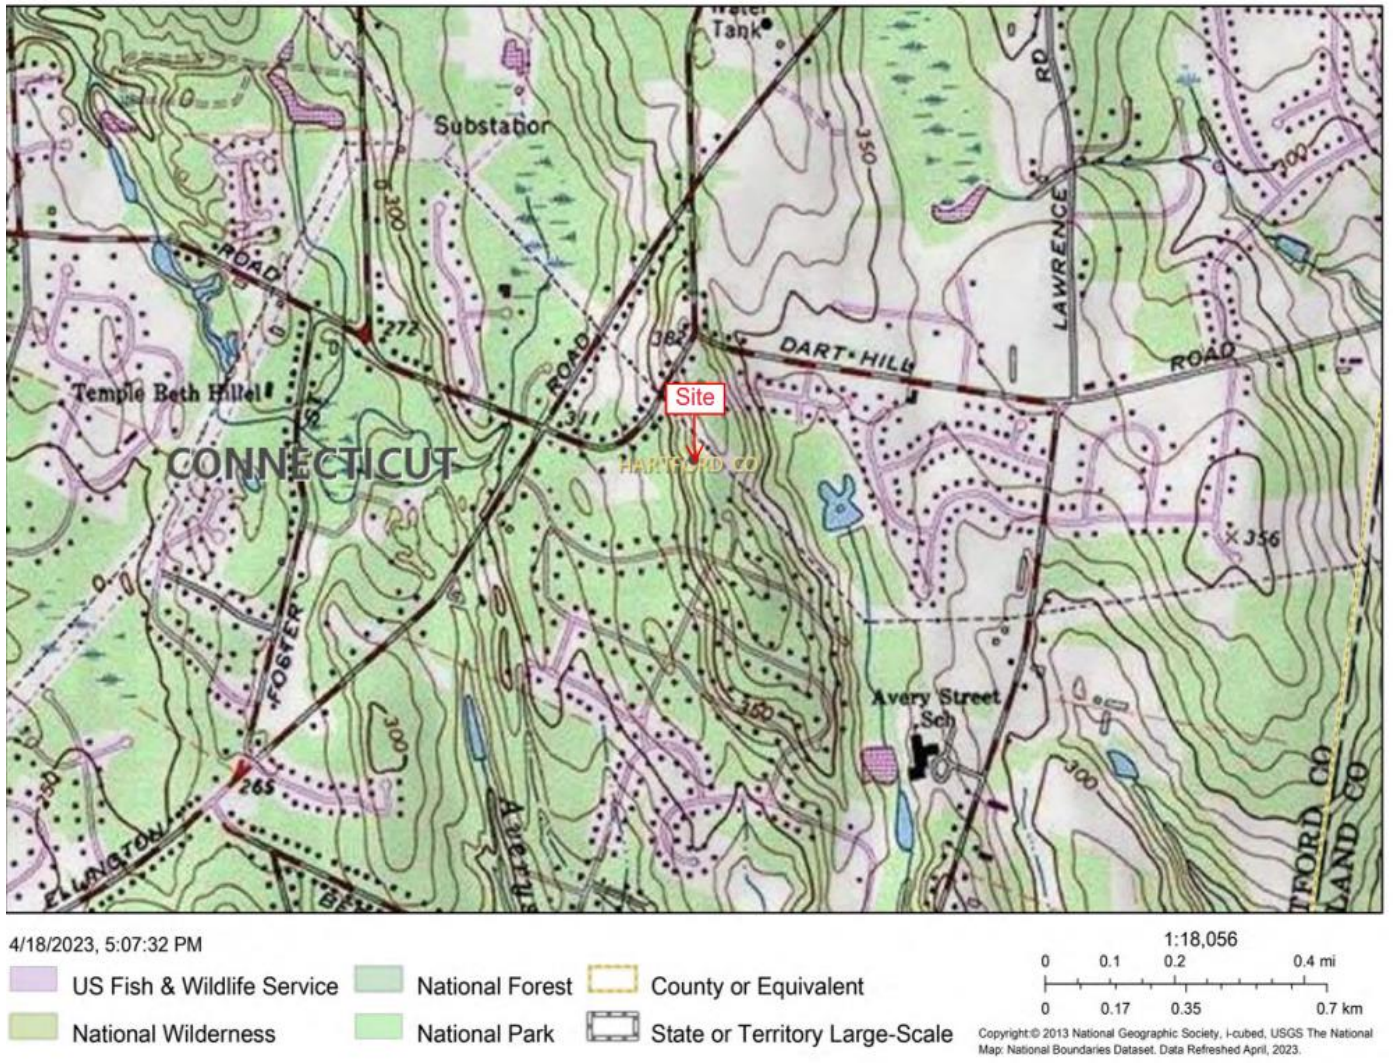 Water
Tank
RD
Substation
350
300
300
ROAD
LAWRENCE
272
382
DART HILL
ROAD
ROAD
Temple Beth Hillel
Site
311
ST
CONNECTICUT
HARTFORD CO
356
FOSTER
350
Avery Street
Sch
300
300
250
265
ELLINGTON
TFORD CO
LAND CO
4/18/2023, 5:07:32 PM
US Fish & Wildlife Service
National Forest
County or Equivalent
National Wilderness
National Park
State or Territory Large-Scale
1:18,056
0 0.1 0.2 0.4 mi
0 0.17 0.35 0.7 km
Copyright:© 2013 National Geographic Society, i-cubed, USGS The National
Map: National Boundaries Dataset. Data Refreshed April, 2023.